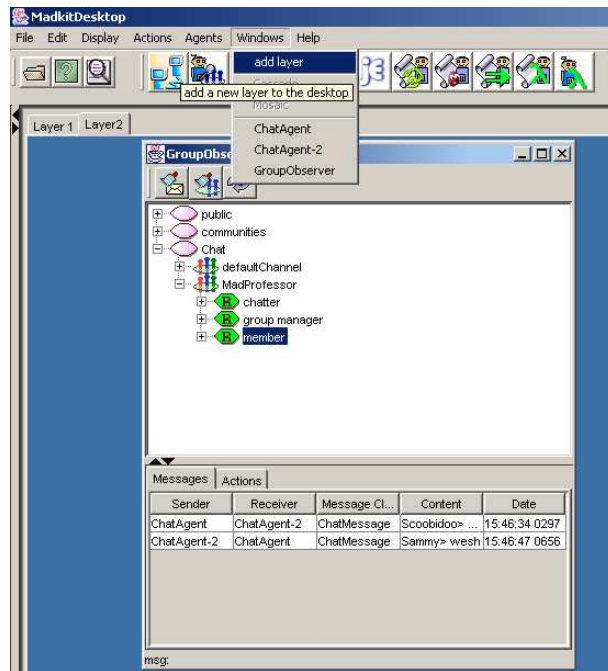 MadkitDesktop
File Edit Display Actions Agents Windows Help
add layer
add a new layer to the desktop
Mosaic
ChatAgent
ChatAgent-2
GroupObserver
Layer 1 Layer2
GroupObse
public
communities
Chat
defaultChannel
MadProfessor
R chatter
R group manager
R member
Messages Actions
Sender Receiver Message Cl... Content Date
ChatAgent ChatAgent-2 ChatMessage Scoobidoo> ... 15:46:34 0297
ChatAgent-2 ChatAgent ChatMessage Sammy> wesh 15:46:47 0656
msg: